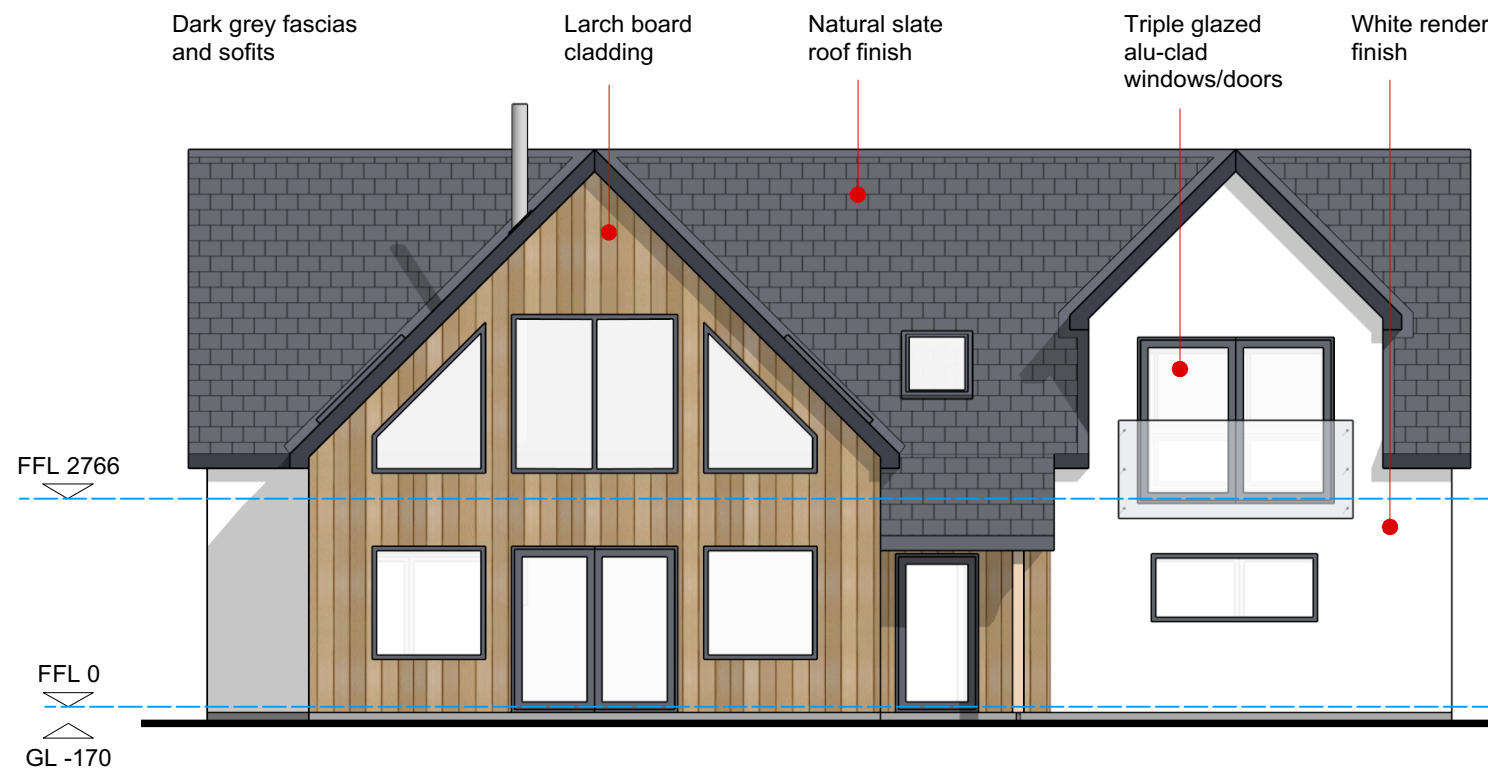 Dark grey fascias
and sofits
Larch board
cladding
Natural slate
roof finish
Triple glazed
alu-clad
windows/doors
White render
finish
FFL 2766
FFL 0
GL -170